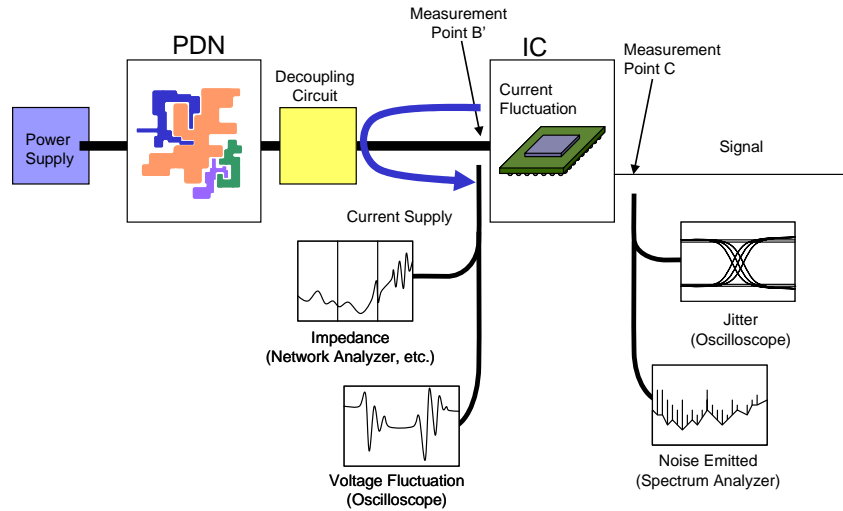 Measurement
Point B'
PDN
IC
Measurement
Point C
Decoupling
Circuit
Current
Fluctuation
Power
Supply
Signal
Current Supply
Impedance
(Network Analyzer, etc.)
Jitter
(Oscilloscope)
Voltage Fluctuation
(Oscilloscope)
Noise Emitted
(Spectrum Analyzer)